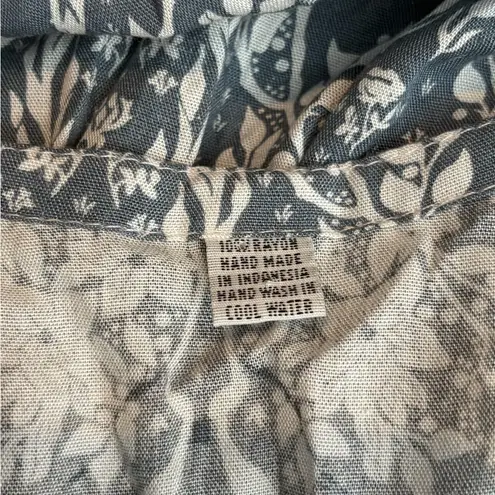 100% RAYON
HAND MADE
IN INDONESIA
HAND WASH IN
COOL WATER